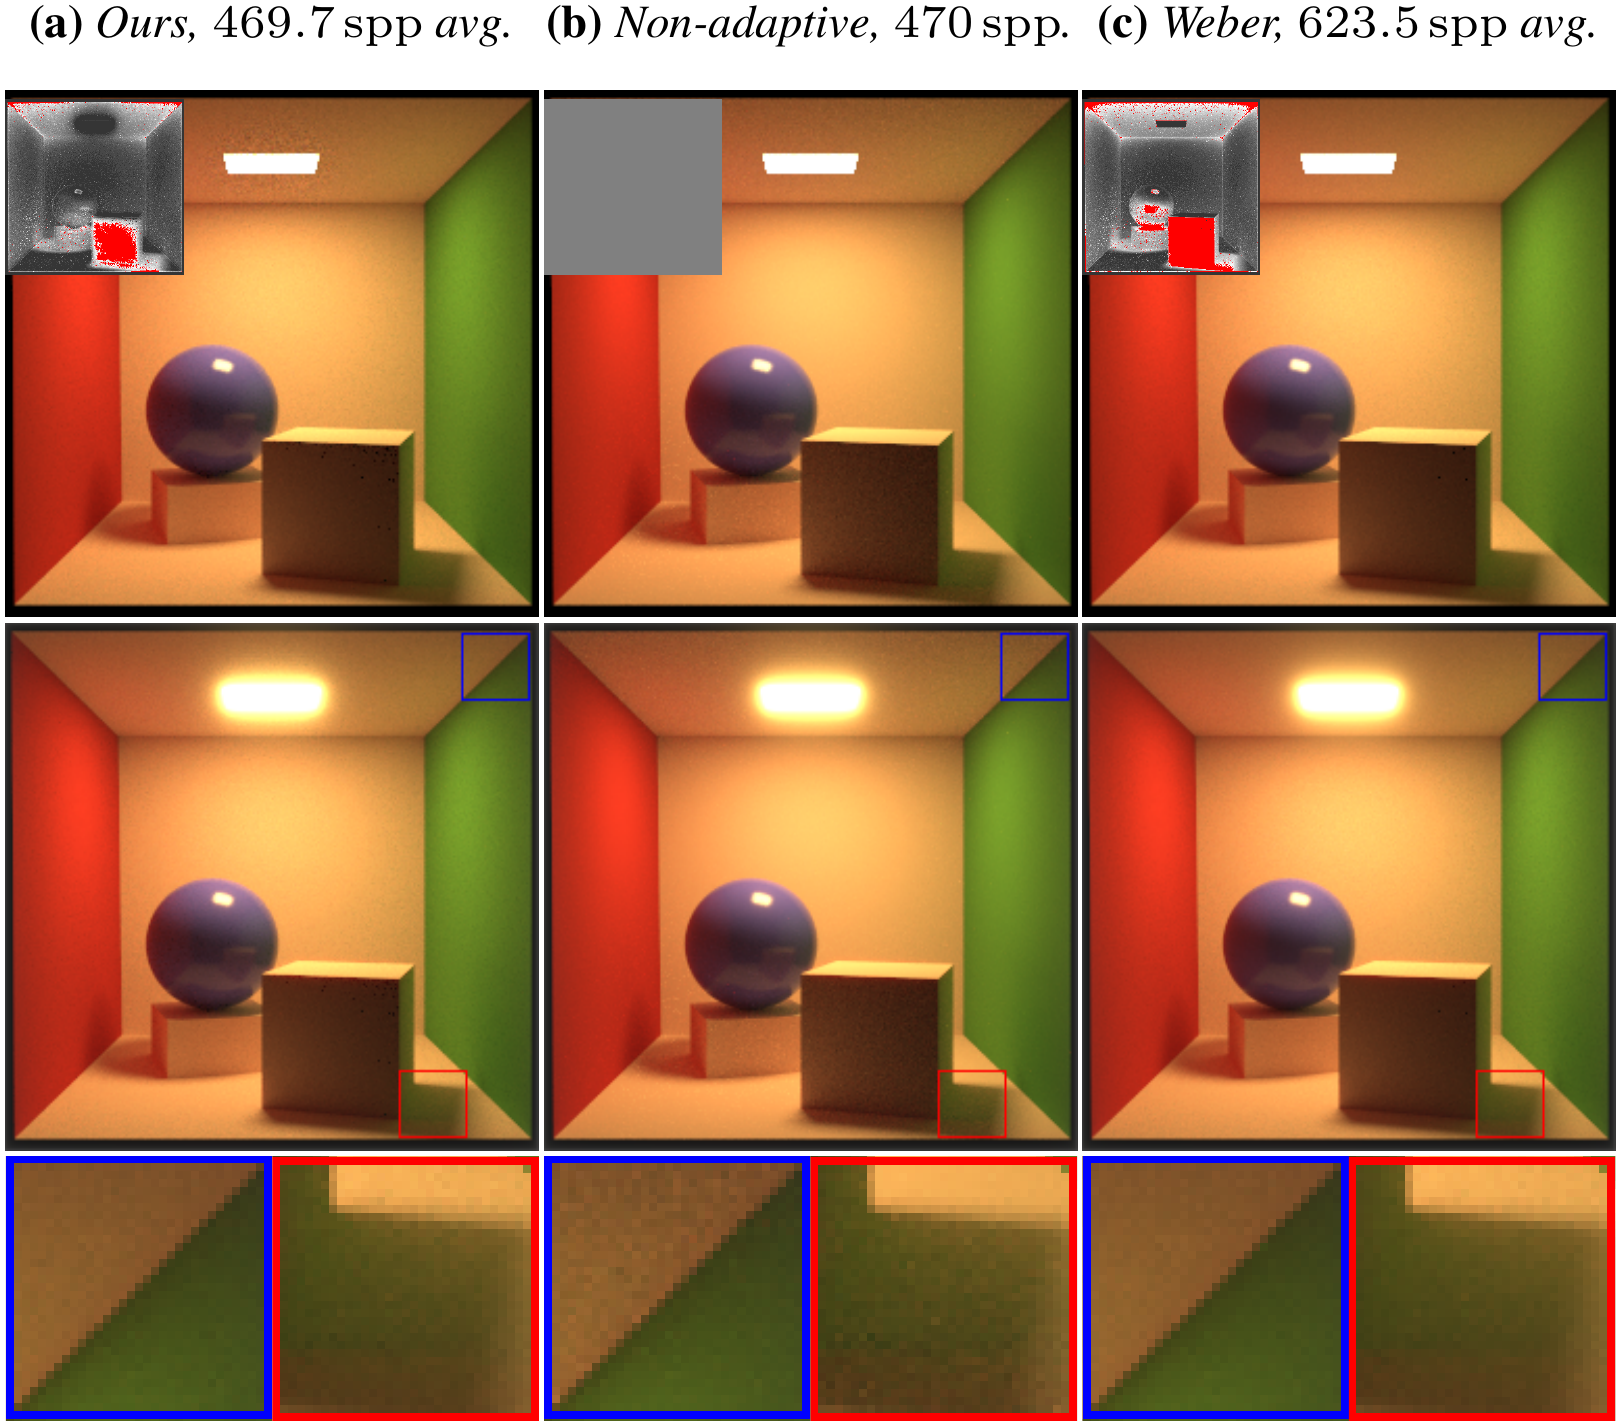 (a) Ours, 469.7 spp avg. (b) Non-adaptive, 470 spp. (c) Weber, 623.5 spp avg.